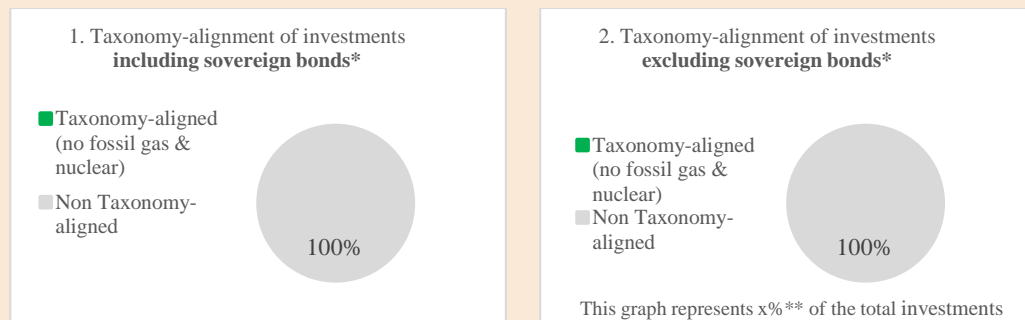 1. Taxonomy-alignment of investments
including sovereign bonds*
Taxonomy-aligned
(no fossil gas &
nuclear)
Non Taxonomy-
aligned
100%
2. Taxonomy-alignment of investments
excluding sovereign bonds*
Taxonomy-aligned
(no fossil gas &
nuclear)
Non Taxonomy-
aligned
100%
This graph represents x%** of the total investments